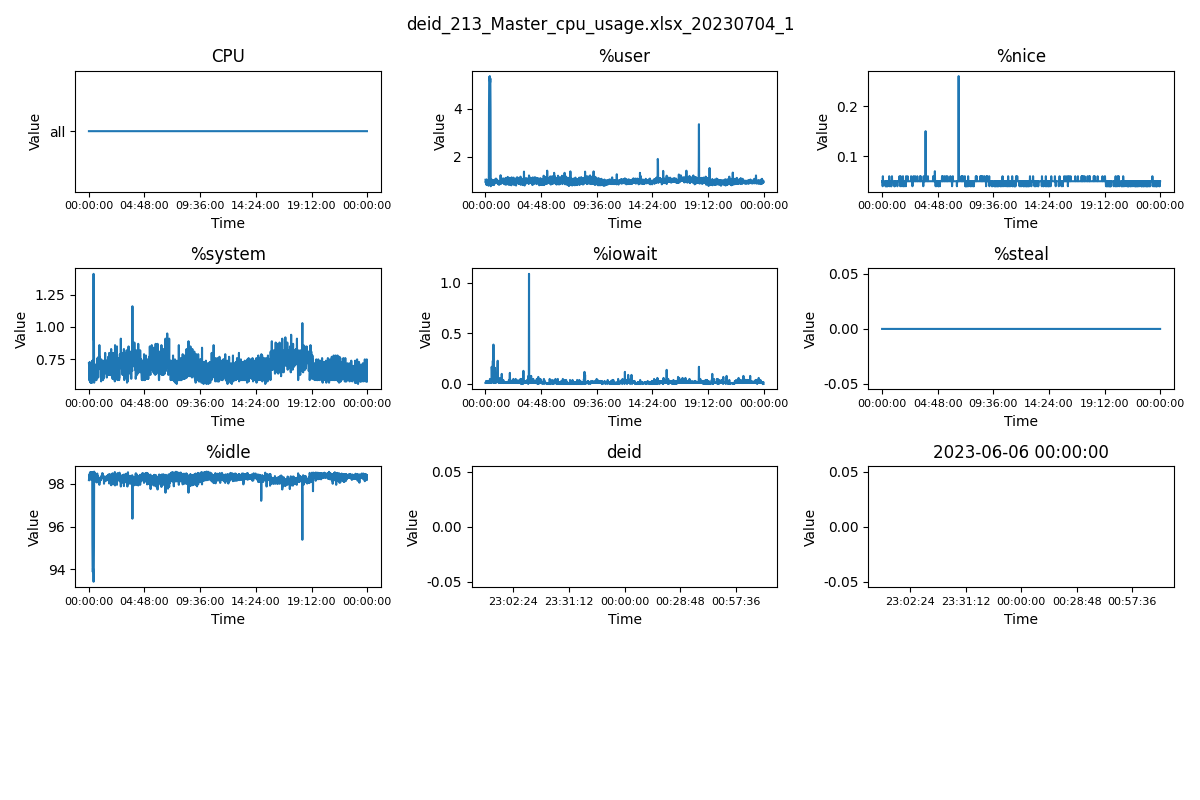 deid_213_Master_cpu_usage.xlsx_20230704_1
CPU
Value
all
00:00:00 04:48:00 09:36:00 14:24:00 19:12:00 00:00:00
Time
%user
Value
4
2
00:00:00 04:48:00 09:36:00 14:24:00 19:12:00 00:00:00
Time
%nice
Value
0.2
0.1
00:00:00 04:48:00 09:36:00 14:24:00 19:12:00 00:00:00
Time
%system
Value
1.25
1.00
0.75
00:00:00 04:48:00 09:36:00 14:24:00 19:12:00 00:00:00
Time
%iowait
Value
1.0
0.5
0.0
00:00:00 04:48:00 09:36:00 14:24:00 19:12:00 00:00:00
Time
%steal
Value
0.05
0.00
-0.05
00:00:00 04:48:00 09:36:00 14:24:00 19:12:00 00:00:00
Time
%idle
Value
98
96
94
00:00:00 04:48:00 09:36:00 14:24:00 19:12:00 00:00:00
Time
deid
Value
0.05
0.00
-0.05
23:02:24 23:31:12 00:00:00 00:28:48 00:57:36
Time
2023-06-06 00:00:00
Value
0.05
0.00
-0.05
23:02:24 23:31:12 00:00:00 00:28:48 00:57:36
Time